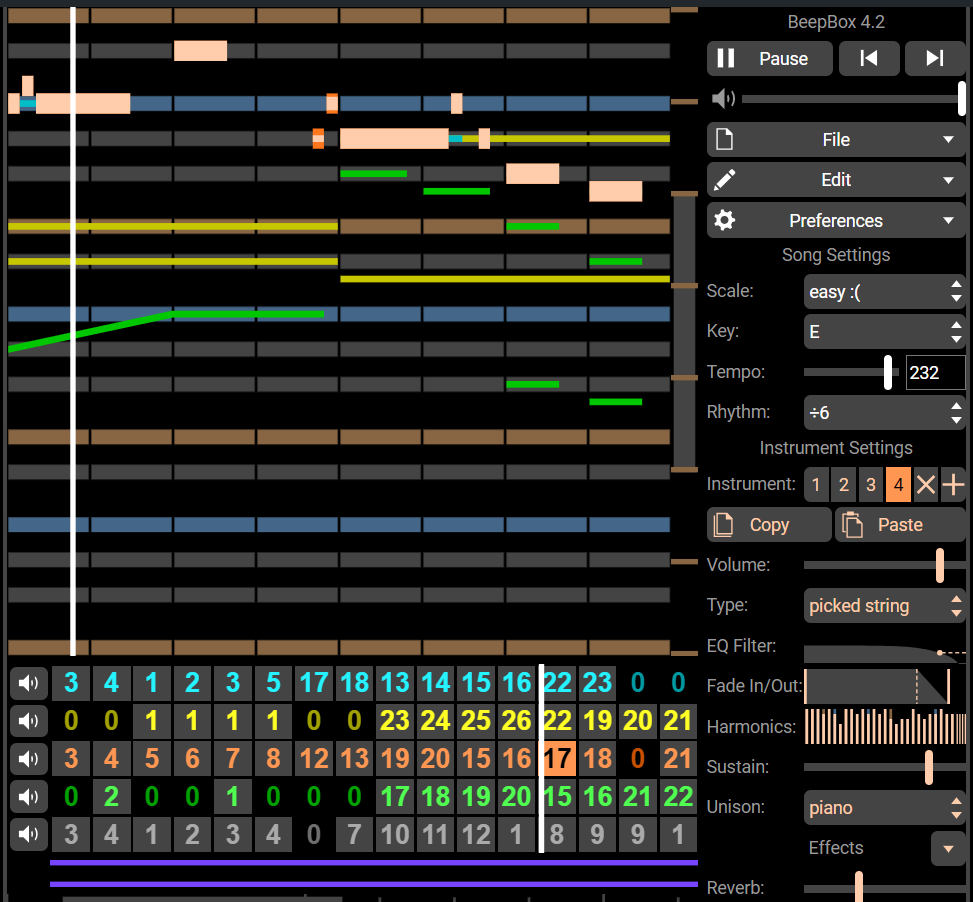 BeepBox 4.2
Pause
File
Edit
Preferences
Song Settings
Scale: easy :(
Key: E
Tempo: 232
Rhythm: ÷6
Instrument Settings
Instrument: 1 2 3 4
Copy Paste
Volume:
Type: picked string
EQ Filter:
Fade In/Out:
Harmonics:
Sustain:
Unison: piano
Effects
Reverb:
3 4 1 2 3 5 17 18 13 14 15 16 22 23 0 0
0 0 1 1 1 1 0 0 23 24 25 26 22 19 20 21
3 4 5 6 7 8 12 13 19 20 15 16 17 18 0 21
0 2 0 0 1 0 0 0 17 18 19 20 15 16 21 22
3 4 1 2 3 4 0 7 10 11 12 1 8 9 9 1